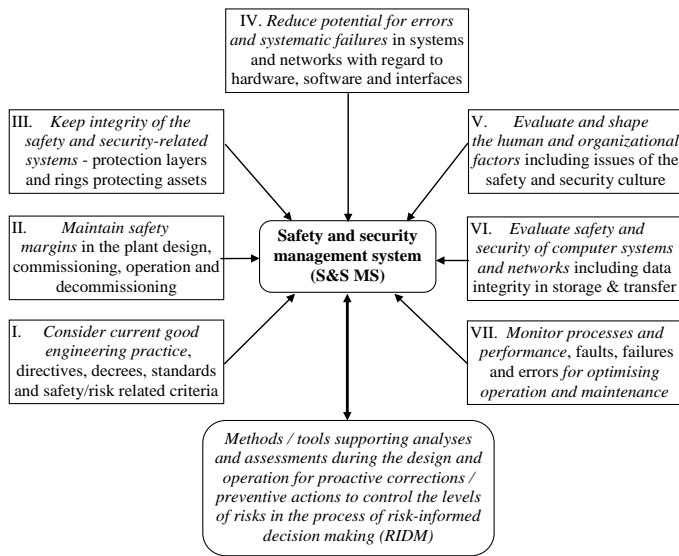 IV. Reduce potential for errors
and systematic failures in systems
and networks with regard to
hardware, software and interfaces
III. Keep integrity of the
safety and security-related
systems - protection layers
and rings protecting assets
V. Evaluate and shape
the human and organizational
factors including issues of the
safety and security culture
II. Maintain safety
margins in the plant design,
commissioning, operation and
decommissioning
Safety and security
management system
(S&S MS)
VI. Evaluate safety and
security of computer systems
and networks including data
integrity in storage & transfer
I. Consider current good
engineering practice,
directives, decrees, standards
and safety/risk related criteria
VII. Monitor processes and
performance, faults, failures
and errors for optimising
operation and maintenance
Methods / tools supporting analyses
and assessments during the design and
operation for proactive corrections /
preventive actions to control the levels
of risks in the process of risk-informed
decision making (RIDM)